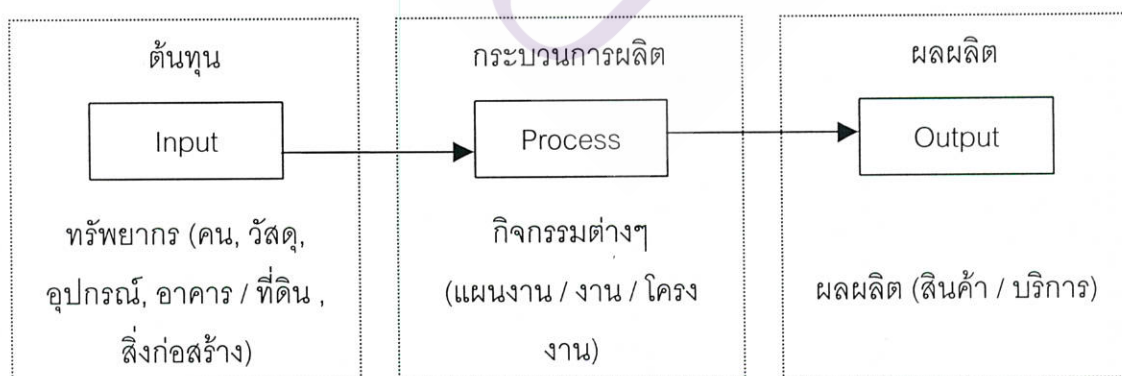 ต้นทุน
Input
ทรัพยากร (คน, วัสดุ,
อุปกรณ์, อาคาร / ที่ดิน ,
สิ่งก่อสร้าง)
กระบวนการผลิต
Process
กิจกรรมต่างๆ
(แผนงาน / งาน / โครง
งาน)
ผลผลิต
Output
ผลผลิต (สินค้า / บริการ)